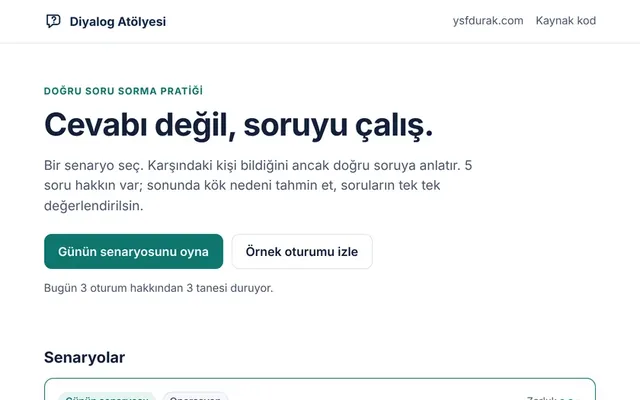 Diyalog Atölyesi
ysfdurak.com Kaynak kod
DOĞRU SORU SORMA PRATİĞİ
Cevabı değil, soruyu çalış.
Bir senaryo seç. Karşındaki kişi bildiğini ancak doğru soruya anlatır. 5
soru hakkın var; sonunda kök nedeni tahmin et, soruların tek tek
değerlendirilsin.
Günün senaryosunu oyna
Örnek oturumu izle
Bugün 3 oturum hakkından 3 tanesi duruyor.
Senaryolar